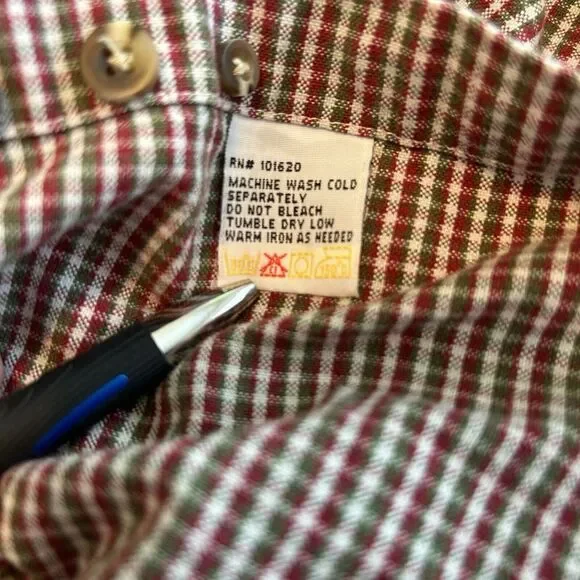 RN# 101620
MACHINE WASH COLD
SEPARATELY
DO NOT BLEACH
TUMBLE DRY LOW
WARM IRON AS NEEDED